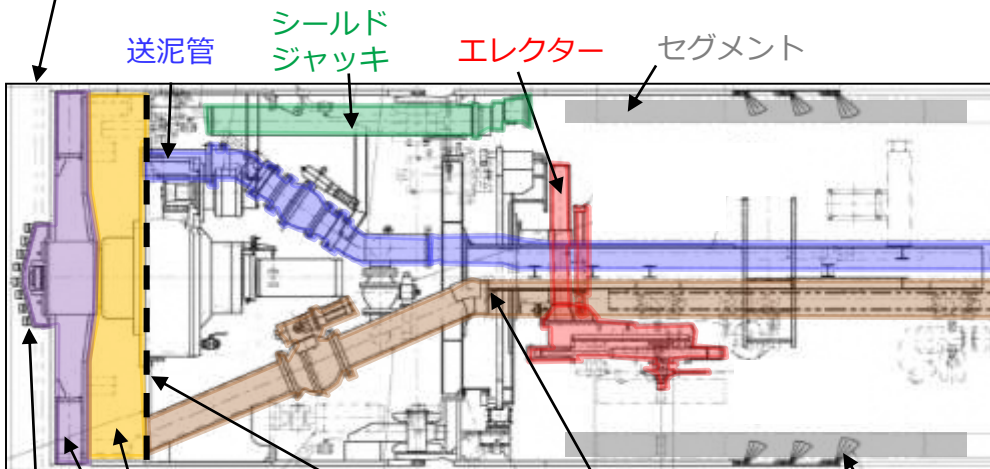 送泥管
シールド
ジャッキ
エレクター
セグメント